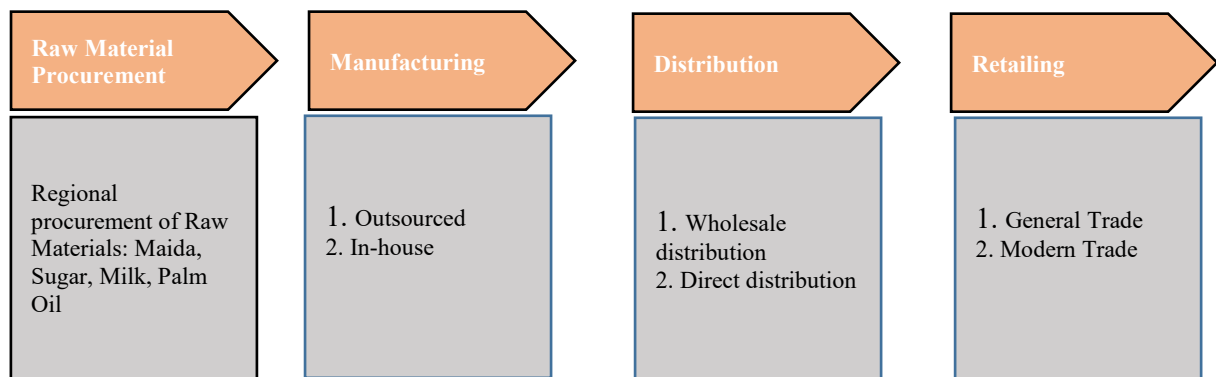 Raw Material
Procurement
Regional
procurement of Raw
Materials: Maida,
Sugar, Milk, Palm
Oil
Manufacturing
1. Outsourced
2. In-house
Distribution
1. Wholesale
distribution
2. Direct distribution
Retailing
1. General Trade
2. Modern Trade